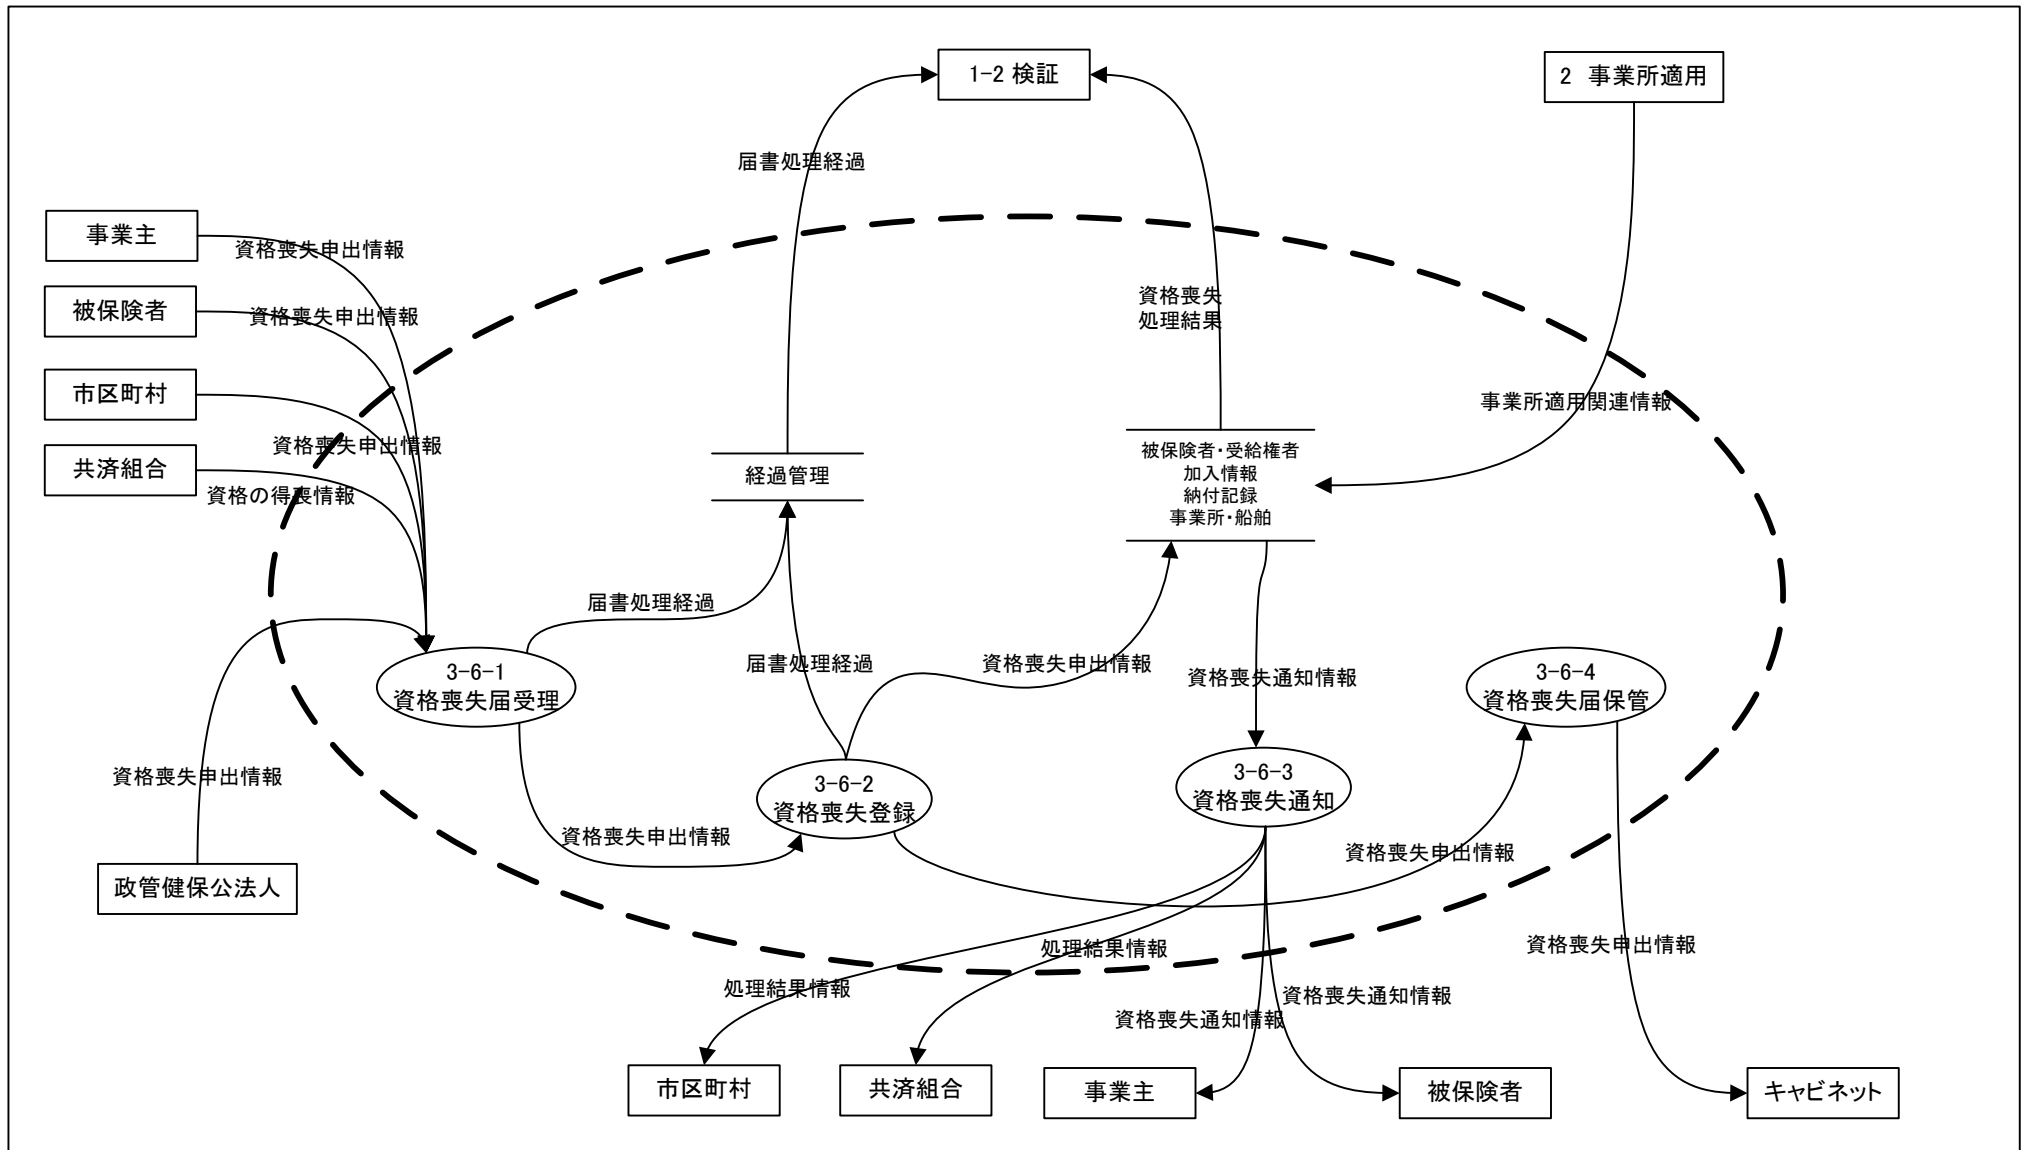 1-2 検証
2 事業所適用
届書処理経過
事業主
資格喪失申出情報
被保険者
資格喪失申出情報
資格喪失
処理結果
市区町村
資格喪失申出情報
事業所適用関連情報
共済組合
資格の得喪情報
経過管理
被保険者・受給権者
加入情報
納付記録
事業所・船舶
届書処理経過
届書処理経過
資格喪失申出情報
資格喪失通知情報
3-6-1
資格喪失届受理
3-6-4
資格喪失届保管
資格喪失申出情報
3-6-2
資格喪失登録
3-6-3
資格喪失通知
資格喪失申出情報
資格喪失申出情報
政管健保公法人
処理結果情報
資格喪失申出情報
処理結果情報
資格喪失通知情報
資格喪失通知情報
市区町村
共済組合
事業主
被保険者
キャビネット